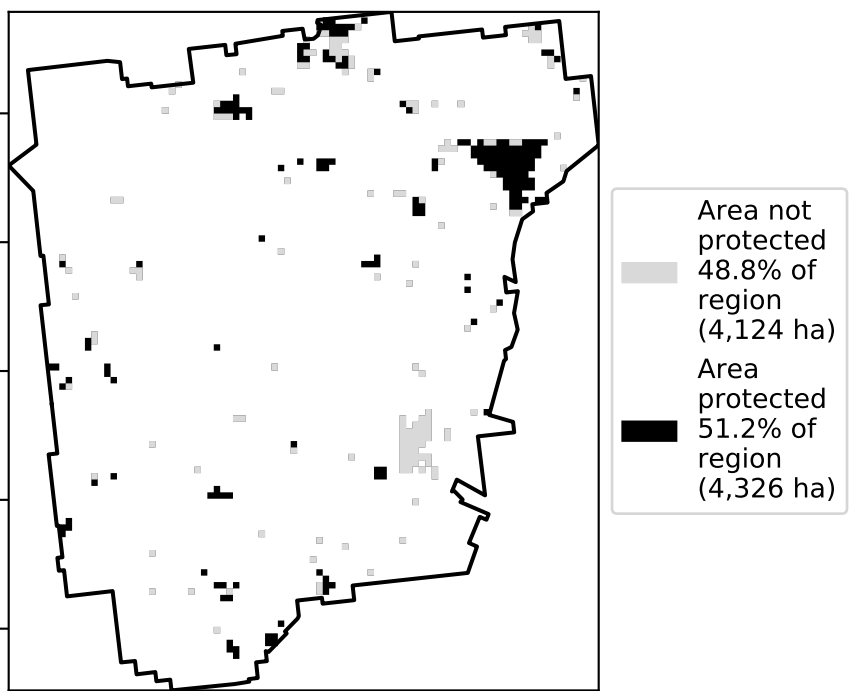 Area not
protected
48.8% of
region
(4,124 ha)
Area
protected
51.2% of
region
(4,326 ha)